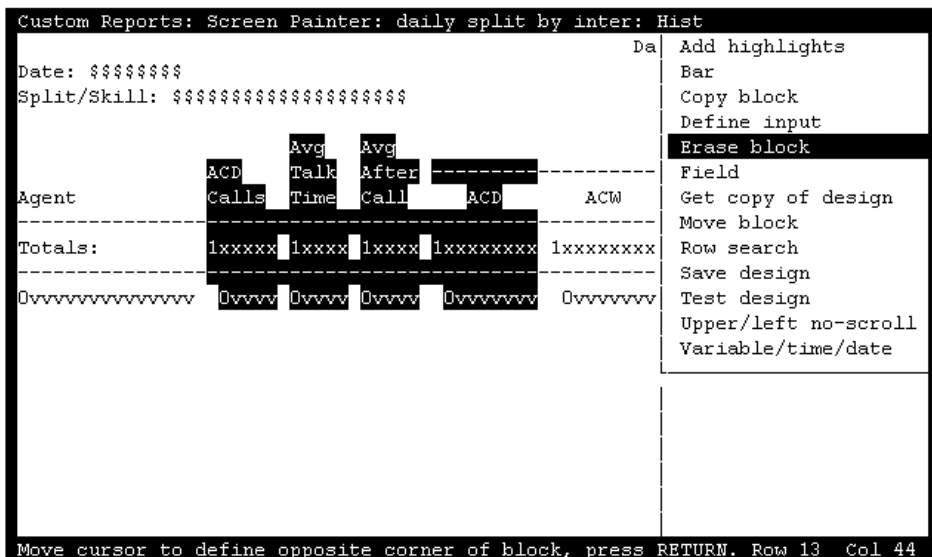 Custom Reports: Screen Painter: daily split by inter: Hist
Da
Date: $$$$$$$$
Split/Skill: $$$$$$$$$$$$$$$$$$$$
Avg Avg
ACD Talk After -------------------
Agent Calls Time Call ACD ACW
------------------------------------------------------
Totals: 1xxxxx 1xxxx 1xxxx 1xxxxxxxx 1xxxxxxxx
------------------------------------------------------
0vvvvvvvvvvvvvv 0vvvv 0vvvv 0vvvv 0vvvvvvv 0vvvvvvv
Add highlights
Bar
Copy block
Define input
Erase block
Field
Get copy of design
Move block
Row search
Save design
Test design
Upper/left no-scroll
Variable/time/date
Move cursor to define opposite corner of block, press RETURN. Row 13 Col 44